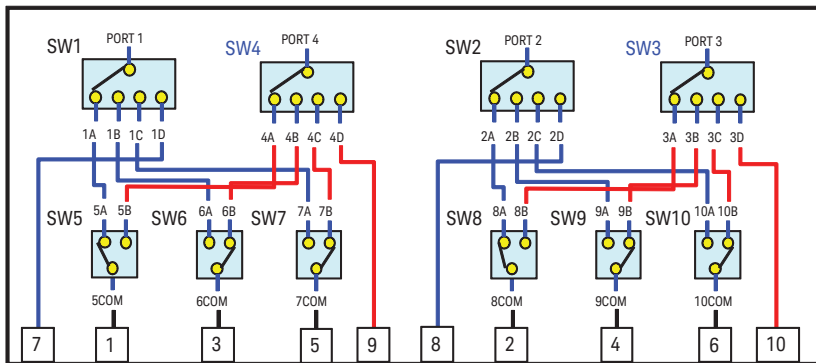 PORT 1 PORT 4 PORT 2 PORT 3
SW1 SW4 SW2 SW3
1A 1B 1C 1D 4A 4B 4C 4D 2A 2B 2C 2D 3A 3B 3C 3D
5A 5B 6A 6B 7A 7B 8A 8B 9A 9B 10A 10B
SW5 SW6 SW7 SW8 SW9 SW10
5COM 6COM 7COM 8COM 9COM 10COM
7 1 3 5 9 8 2 4 6 10